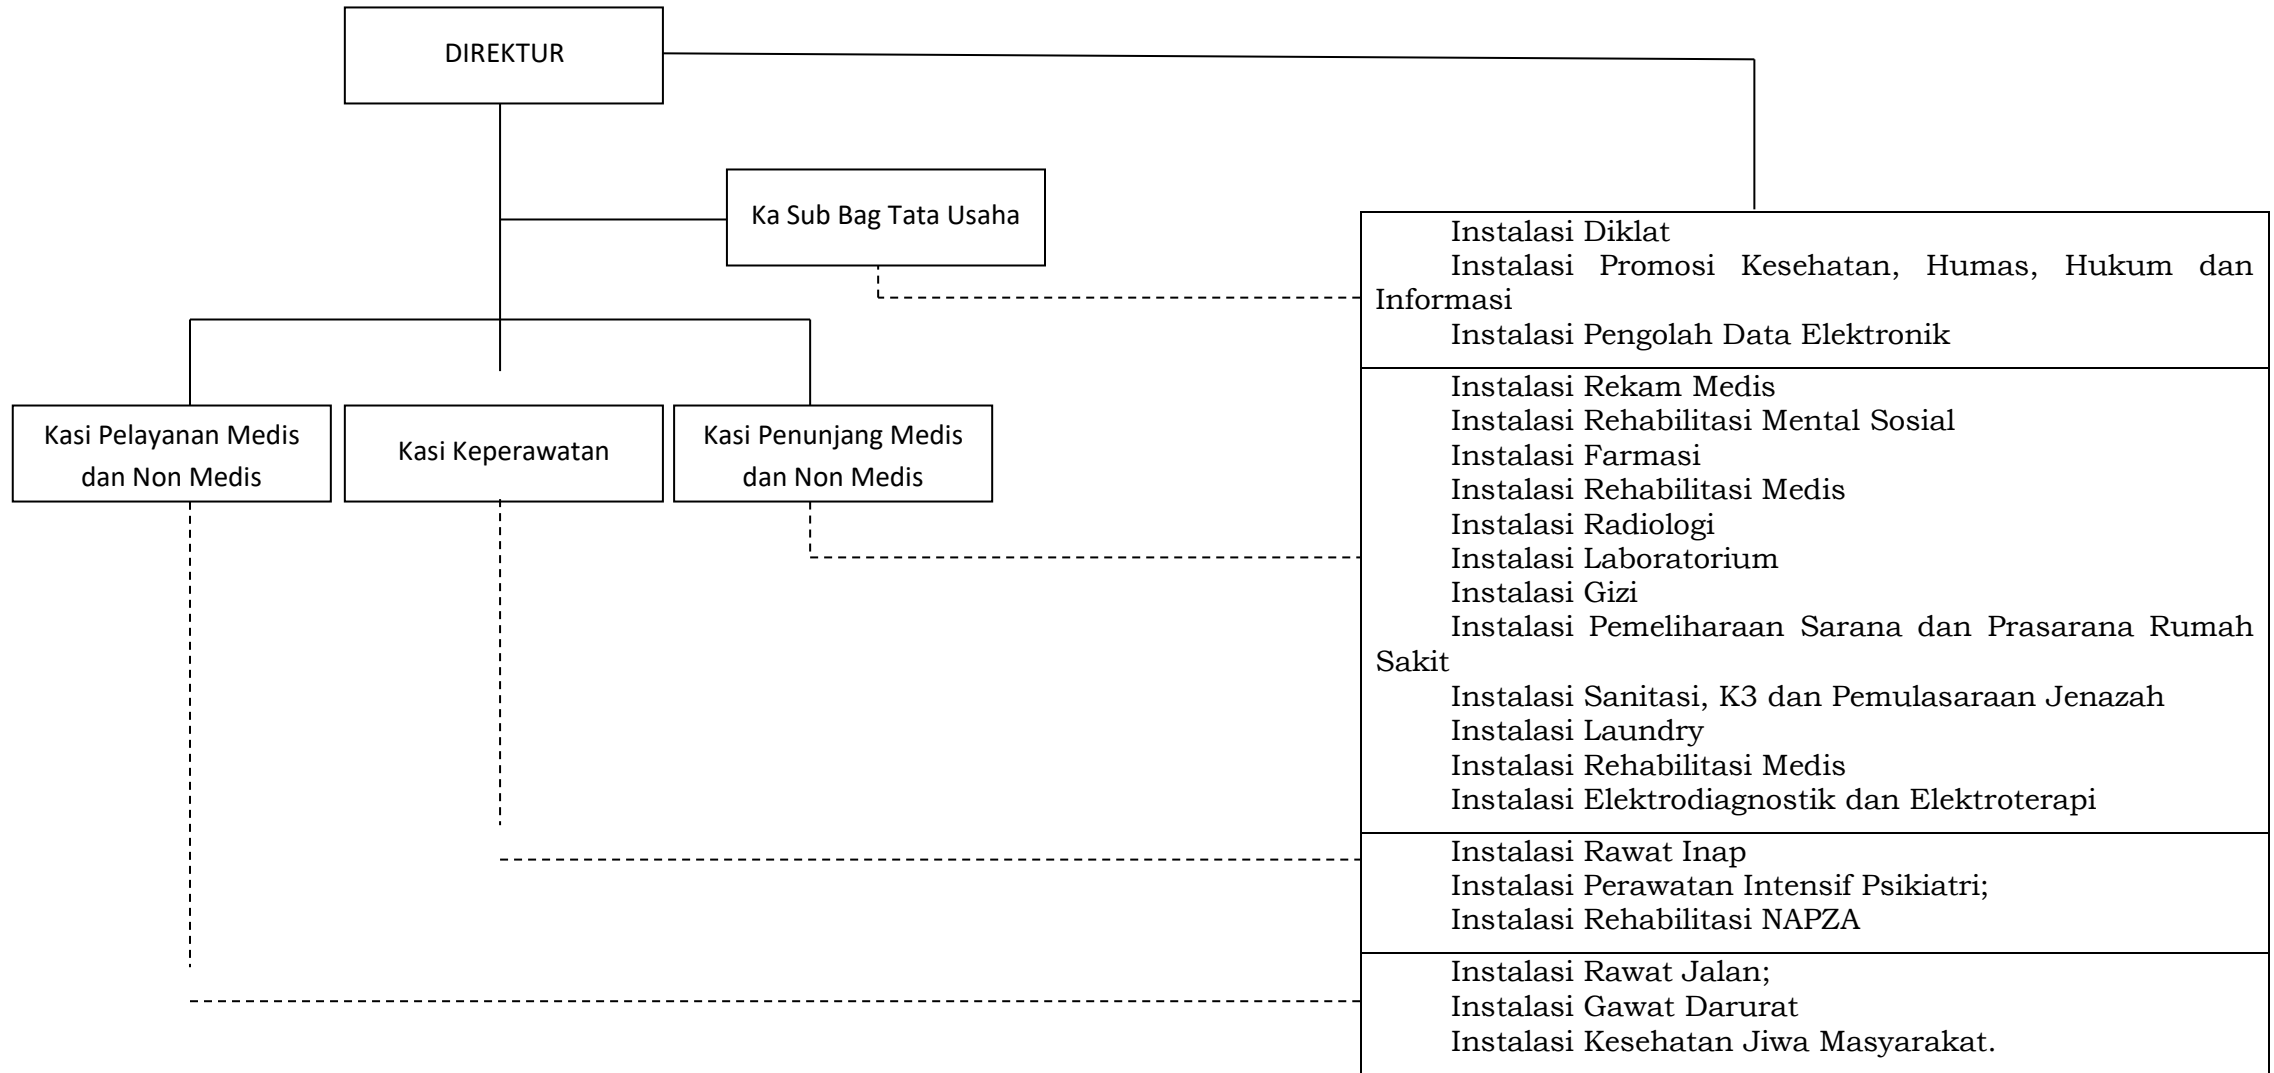 DIREKTUR
Ka Sub Bag Tata Usaha
Kasi Pelayanan Medis
dan Non Medis
Kasi Keperawatan
Kasi Penunjang Medis
dan Non Medis
Instalasi Diklat
Instalasi Promosi Kesehatan, Humas, Hukum dan
Informasi
Instalasi Pengolah Data Elektronik
Instalasi Rekam Medis
Instalasi Rehabilitasi Mental Sosial
Instalasi Farmasi
Instalasi Rehabilitasi Medis
Instalasi Radiologi
Instalasi Laboratorium
Instalasi Gizi
Instalasi Pemeliharaan Sarana dan Prasarana Rumah
Sakit
Instalasi Sanitasi, K3 dan Pemulasaraan Jenazah
Instalasi Laundry
Instalasi Rehabilitasi Medis
Instalasi Elektrodiagnostik dan Elektroterapi
Instalasi Rawat Inap
Instalasi Perawatan Intensif Psikiatri;
Instalasi Rehabilitasi NAPZA
Instalasi Rawat Jalan;
Instalasi Gawat Darurat
Instalasi Kesehatan Jiwa Masyarakat.